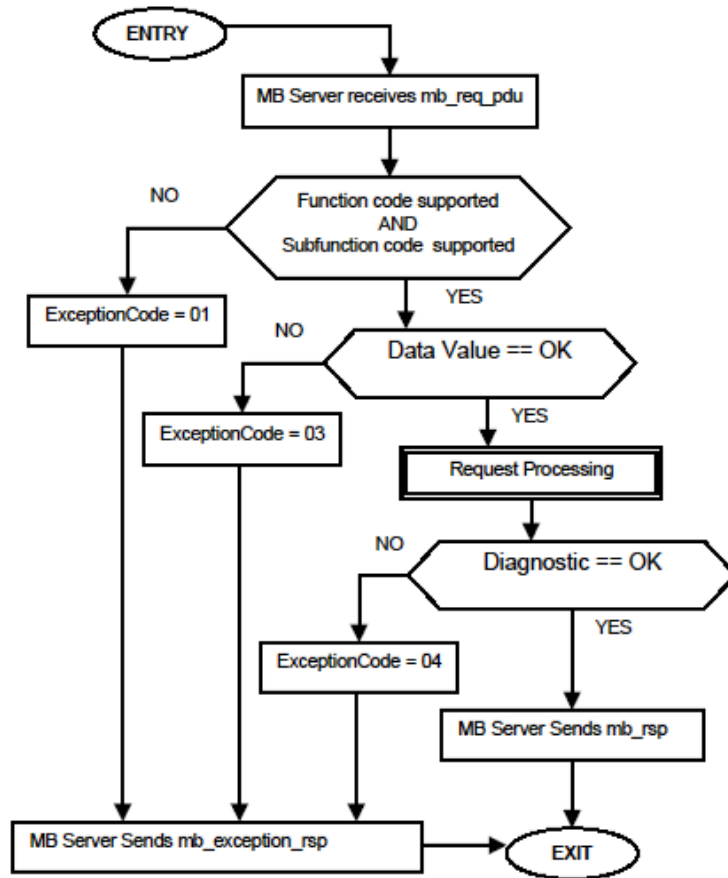 ENTRY
MB Server receives mb_req_pdu
NO
Function code supported
AND
Subfunction code supported
YES
ExceptionCode = 01
NO
Data Value == OK
YES
ExceptionCode = 03
Request Processing
NO
Diagnostic == OK
YES
ExceptionCode = 04
MB Server Sends mb_rsp
MB Server Sends mb_exception_rsp
EXIT